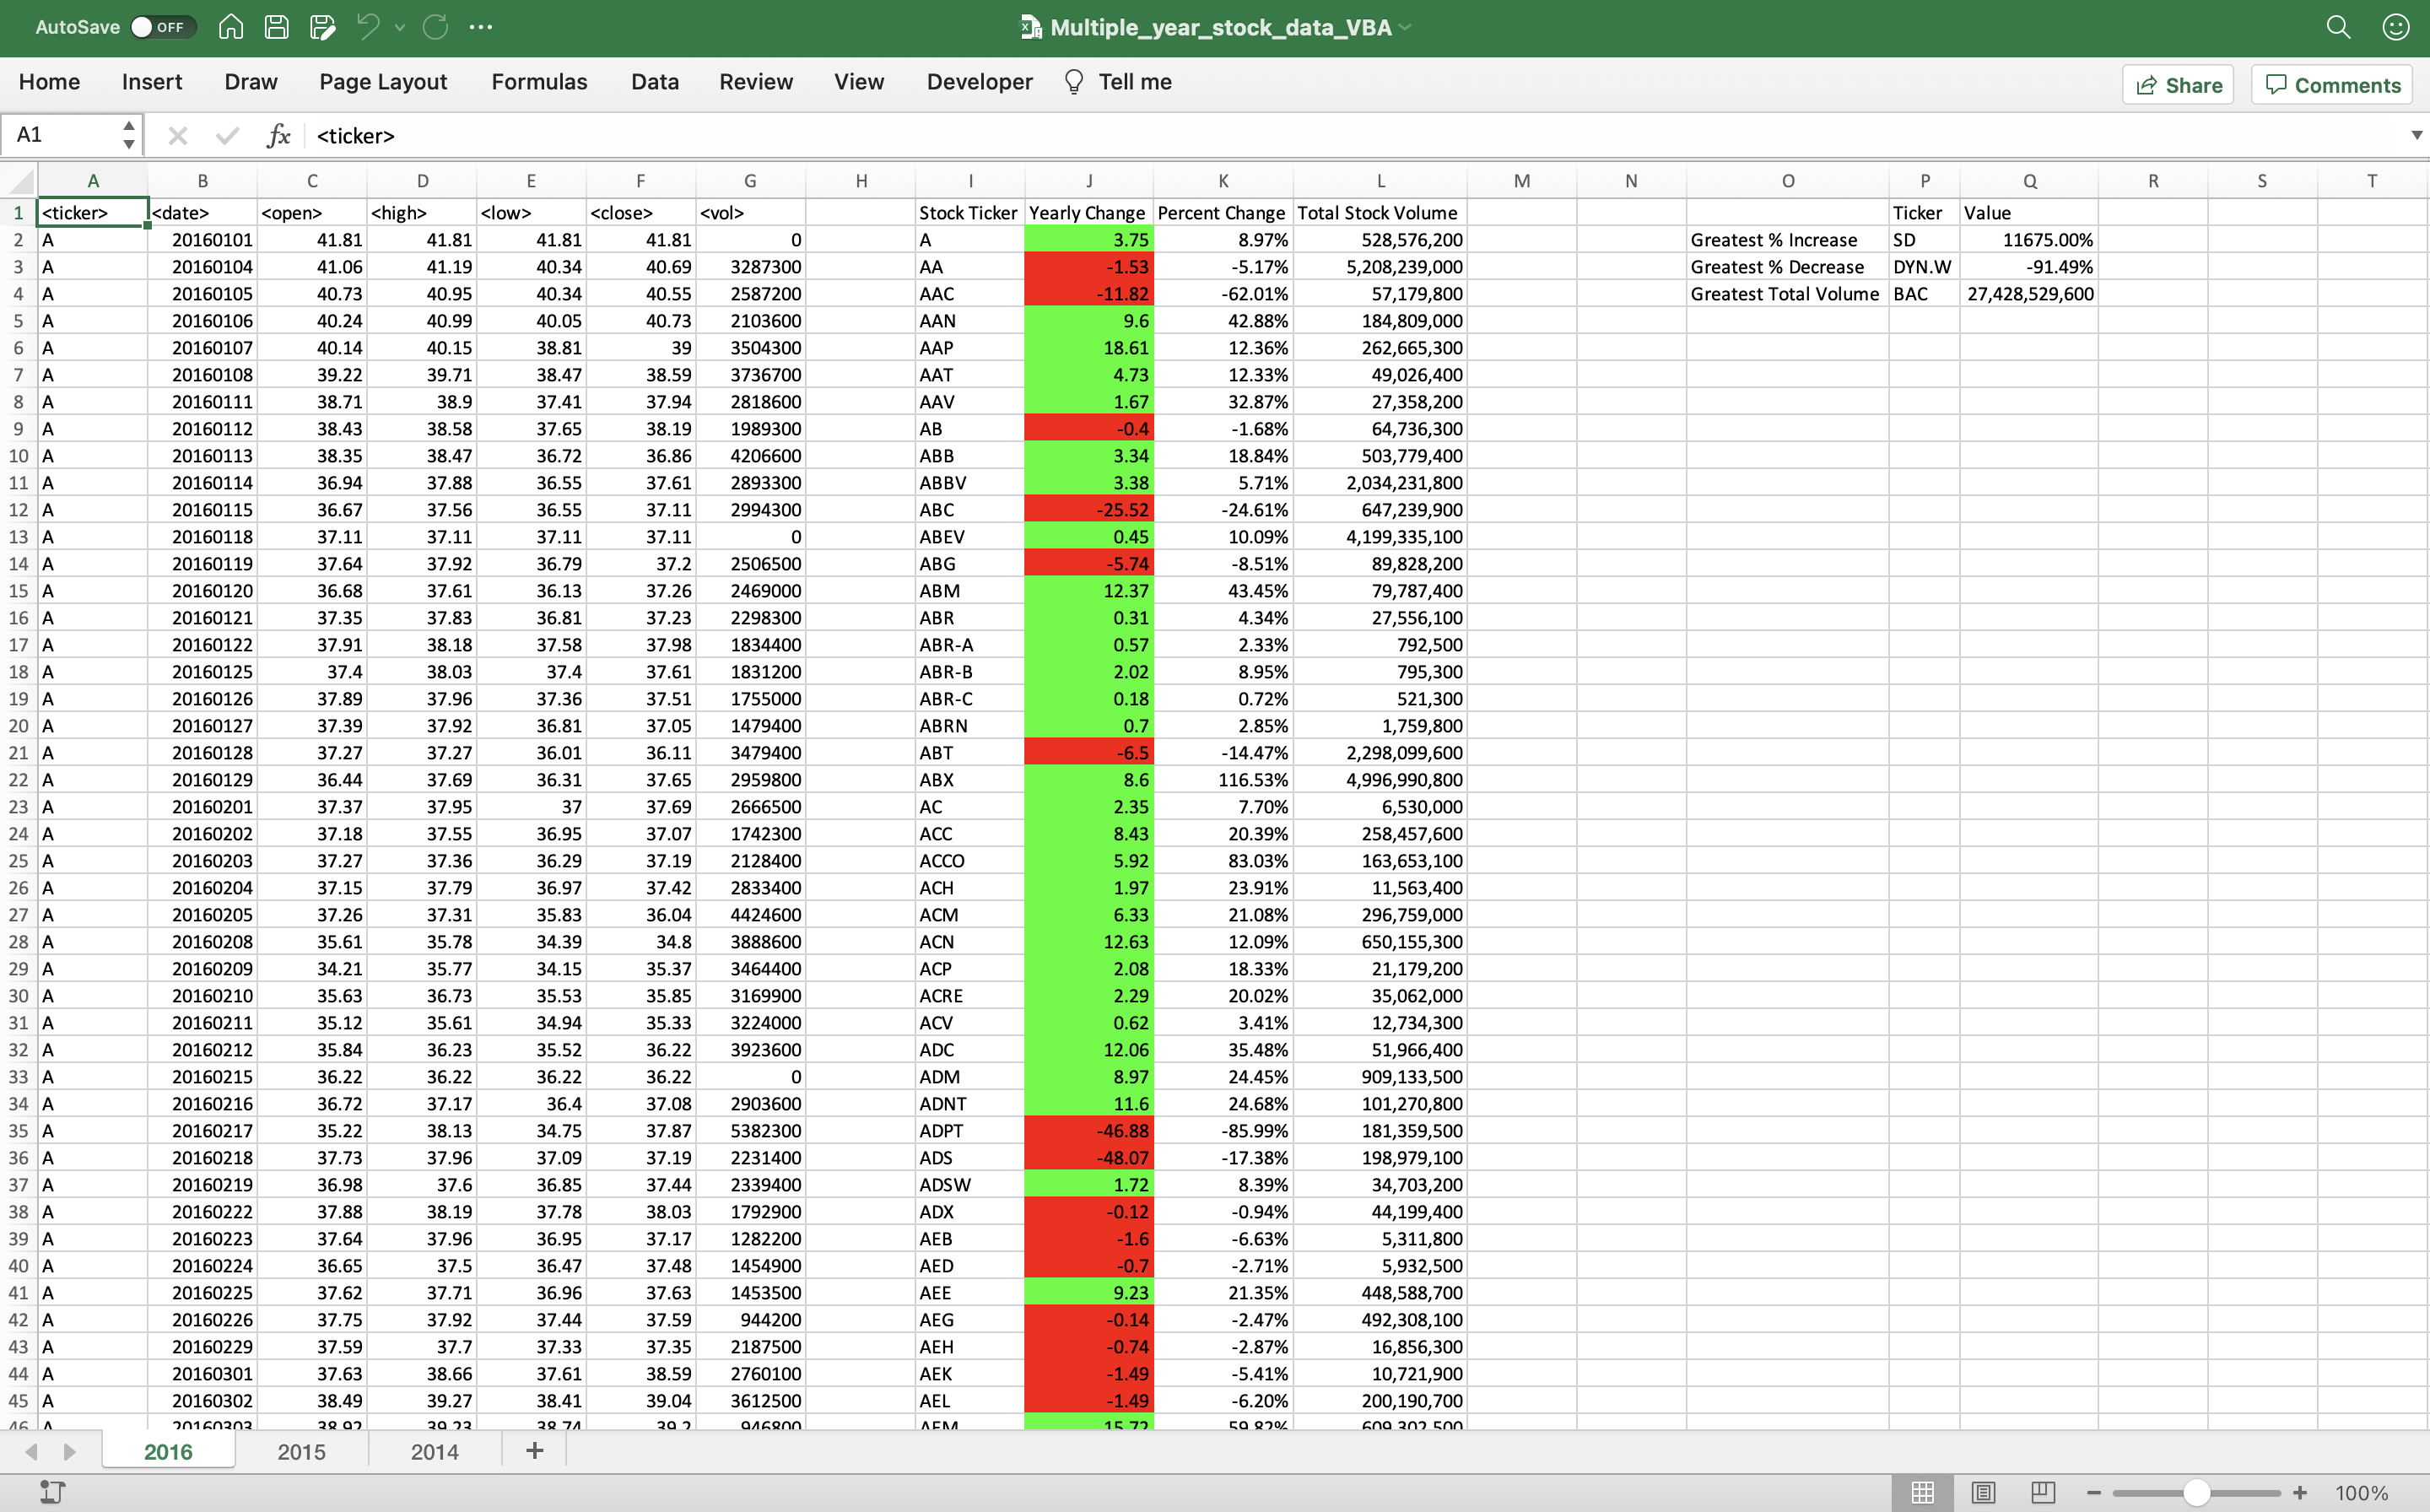 AutoSave OFF Multiple_year_stock_data_VBA
Home Insert Draw Page Layout Formulas Data Review View Developer Tell me Share Comments
A1 fx <ticker>
A B C D E F G H I J K L M N O P Q R S T
1 <ticker> <date> <open> <high> <low> <close> <vol> Stock Ticker Yearly Change Percent Change Total Stock Volume Ticker Value
2 A 20160101 41.81 41.81 41.81 41.81 0 A 3.75 8.97% 528,576,200 Greatest % Increase SD 11675.00%
3 A 20160104 41.06 41.19 40.34 40.69 3287300 AA -1.53 -5.17% 5,208,239,000 Greatest % Decrease DYN.W -91.49%
4 A 20160105 40.73 40.95 40.34 40.55 2587200 AAC -11.82 -62.01% 57,179,800 Greatest Total Volume BAC 27,428,529,600
5 A 20160106 40.24 40.99 40.05 40.73 2103600 AAN 9.6 42.88% 184,809,000
6 A 20160107 40.14 40.15 38.81 39 3504300 AAP 18.61 12.36% 262,665,300
7 A 20160108 39.22 39.71 38.47 38.59 3736700 AAT 4.73 12.33% 49,026,400
8 A 20160111 38.71 38.9 37.41 37.94 2818600 AAV 1.67 32.87% 27,358,200
9 A 20160112 38.43 38.58 37.65 38.19 1989300 AB -0.4 -1.68% 64,736,300
10 A 20160113 38.35 38.47 36.72 36.86 4206600 ABB 3.34 18.84% 503,779,400
11 A 20160114 36.94 37.88 36.55 37.61 2893300 ABBV 3.38 5.71% 2,034,231,800
12 A 20160115 36.67 37.56 36.55 37.11 2994300 ABC -25.52 -24.61% 647,239,900
13 A 20160118 37.11 37.11 37.11 37.11 0 ABEV 0.45 10.09% 4,199,335,100
14 A 20160119 37.64 37.92 36.79 37.2 2506500 ABG -5.74 -8.51% 89,828,200
15 A 20160120 36.68 37.61 36.13 37.26 2469000 ABM 12.37 43.45% 79,787,400
16 A 20160121 37.35 37.83 36.81 37.23 2298300 ABR 0.31 4.34% 27,556,100
17 A 20160122 37.91 38.18 37.58 37.98 1834400 ABR-A 0.57 2.33% 792,500
18 A 20160125 37.4 38.03 37.4 37.61 1831200 ABR-B 2.02 8.95% 795,300
19 A 20160126 37.89 37.96 37.36 37.51 1755000 ABR-C 0.18 0.72% 521,300
20 A 20160127 37.39 37.92 36.81 37.05 1479400 ABRN 0.7 2.85% 1,759,800
21 A 20160128 37.27 37.27 36.01 36.11 3479400 ABT -6.5 -14.47% 2,298,099,600
22 A 20160129 36.44 37.69 36.31 37.65 2959800 ABX 8.6 116.53% 4,996,990,800
23 A 20160201 37.37 37.95 37 37.69 2666500 AC 2.35 7.70% 6,530,000
24 A 20160202 37.18 37.55 36.95 37.07 1742300 ACC 8.43 20.39% 258,457,600
25 A 20160203 37.27 37.36 36.29 37.19 2128400 ACCO 5.92 83.03% 163,653,100
26 A 20160204 37.15 37.79 36.97 37.42 2833400 ACH 1.97 23.91% 11,563,400
27 A 20160205 37.26 37.31 35.83 36.04 4424600 ACM 6.33 21.08% 296,759,000
28 A 20160208 35.61 35.78 34.39 34.8 3888600 ACN 12.63 12.09% 650,155,300
29 A 20160209 34.21 35.77 34.15 35.37 3464400 ACP 2.08 18.33% 21,179,200
30 A 20160210 35.63 36.73 35.53 35.85 3169900 ACRE 2.29 20.02% 35,062,000
31 A 20160211 35.12 35.61 34.94 35.33 3224000 ACV 0.62 3.41% 12,734,300
32 A 20160212 35.84 36.23 35.52 36.22 3923600 ADC 12.06 35.48% 51,966,400
33 A 20160215 36.22 36.22 36.22 36.22 0 ADM 8.97 24.45% 909,133,500
34 A 20160216 36.72 37.17 36.4 37.08 2903600 ADNT 11.6 24.68% 101,270,800
35 A 20160217 35.22 38.13 34.75 37.87 5382300 ADPT -46.88 -85.99% 181,359,500
36 A 20160218 37.73 37.96 37.09 37.19 2231400 ADS -48.07 -17.38% 198,979,100
37 A 20160219 36.98 37.6 36.85 37.44 2339400 ADSW 1.72 8.39% 34,703,200
38 A 20160222 37.88 38.19 37.78 38.03 1792900 ADX -0.12 -0.94% 44,199,400
39 A 20160223 37.64 37.96 36.95 37.17 1282200 AEB -1.6 -6.63% 5,311,800
40 A 20160224 36.65 37.5 36.47 37.48 1454900 AED -0.7 -2.71% 5,932,500
41 A 20160225 37.62 37.71 36.96 37.63 1453500 AEE 9.23 21.35% 448,588,700
42 A 20160226 37.75 37.92 37.44 37.59 944200 AEG -0.14 -2.47% 492,308,100
43 A 20160229 37.59 37.7 37.33 37.35 2187500 AEH -0.74 -2.87% 16,856,300
44 A 20160301 37.63 38.66 37.61 38.59 2760100 AEK -1.49 -5.41% 10,721,900
45 A 20160302 38.49 39.27 38.41 39.04 3612500 AEL -1.49 -6.20% 200,190,700
46 A 20160303 38.92 39.23 38.74 39.2 946800 AEM 15.72 59.82% 609,302,500
2016 2015 2014
100%